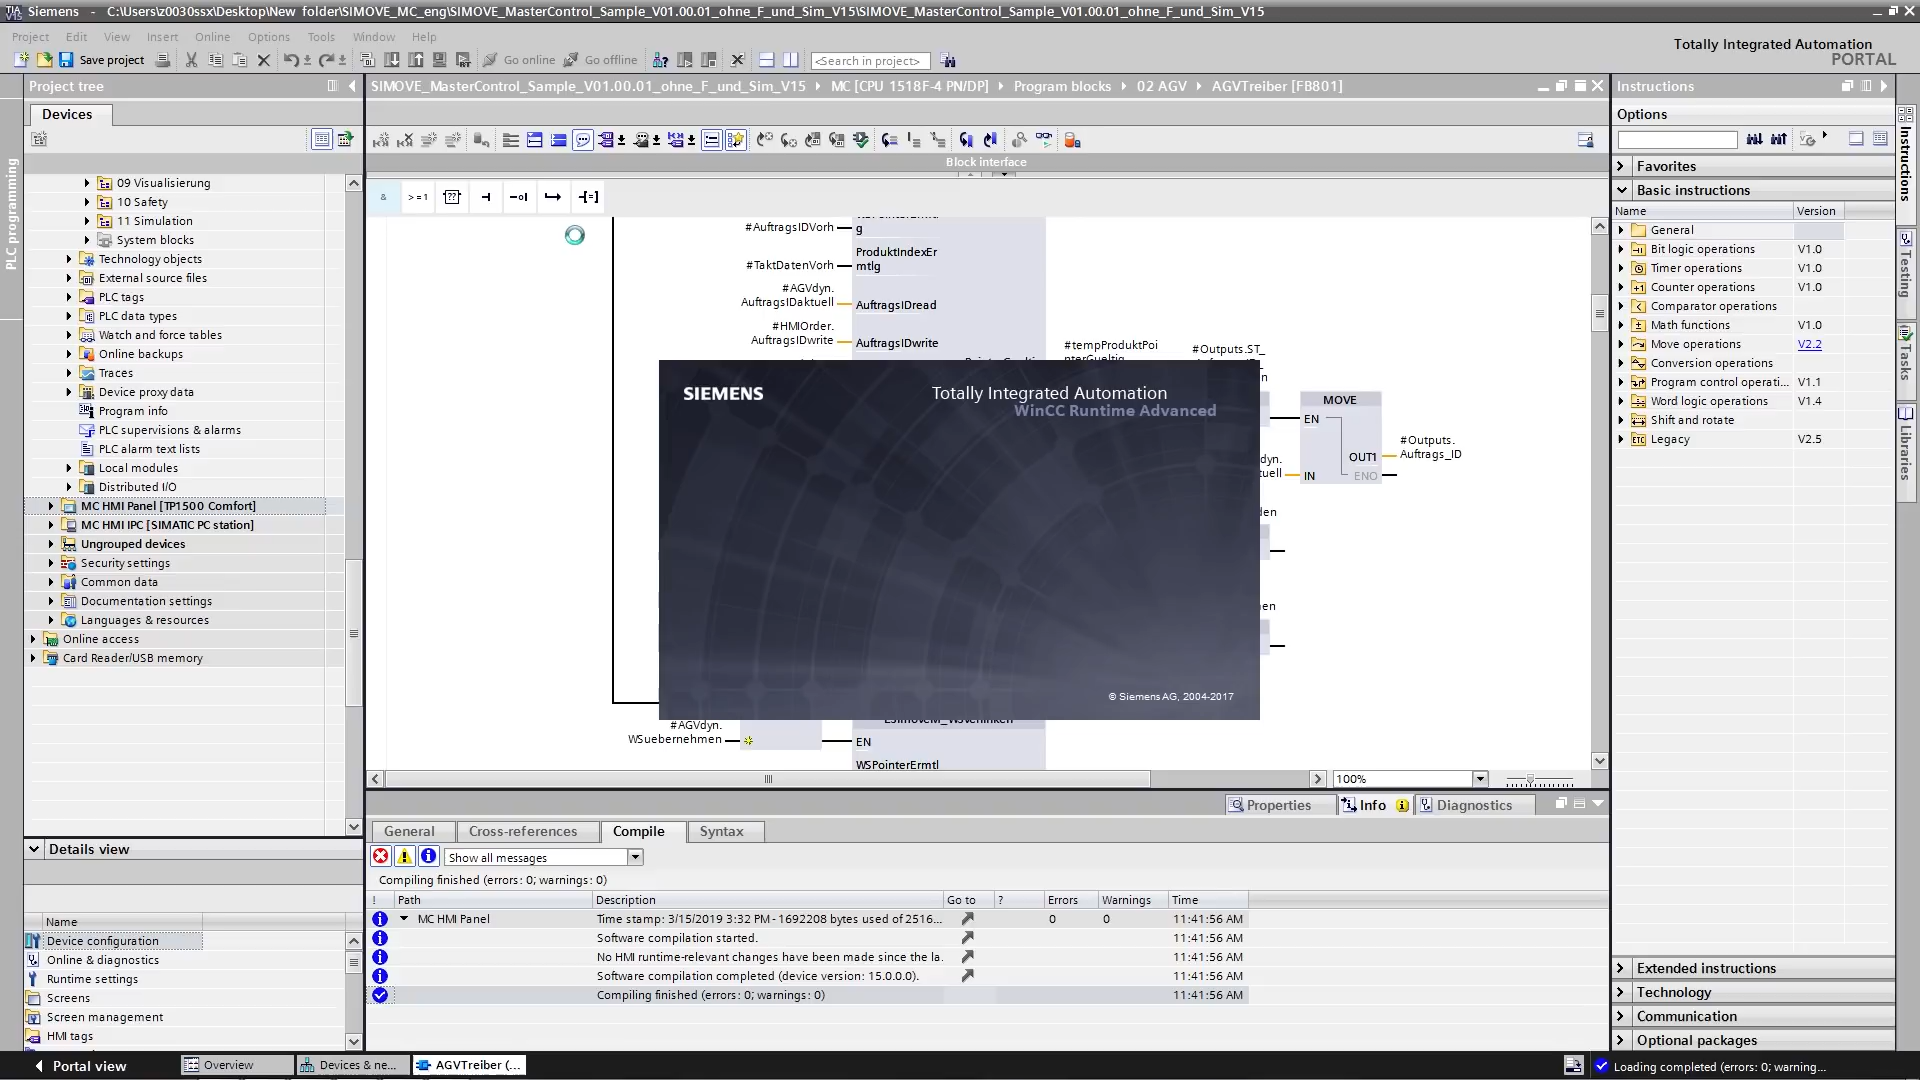 Siemens - C:\Users\z0030ssx\Desktop\New folder\SIMOVE_MC_eng\SIMOVE_MasterControl_Sample_V01.00.01_ohne_F_und_Sim_V15\SIMOVE_MasterControl_Sample_V01.00.01_ohne_F_und_Sim_V15
Project Edit View Insert Online Options Tools Window Help
Totally Integrated Automation
PORTAL
Save project
Go online
Go offline
<Search in project>
Project tree
SIMOVE_MasterControl_Sample_V01.00.01_ohne_F_und_Sim_V15 MC [CPU 1518F-4 PN/DP] Program blocks 02 AGV AGVTreiber [FB801]
Instructions
Devices
Options
Block interface
PLC programming
09 Visualisierung
10 Safety
11 Simulation
System blocks
Technology objects
External source files
PLC tags
PLC data types
Watch and force tables
Online backups
Traces
Device proxy data
Program info
PLC supervisions & alarms
PLC alarm text lists
Local modules
Distributed I/O
MC HMI Panel [TP1500 Comfort]
MC HMI IPC [SIMATIC PC station]
Ungrouped devices
Security settings
Common data
Documentation settings
Languages & resources
Online access
Card Reader/USB memory
& >=1 ??
#AuftragsIDVorh
g
ProduktIndexEr
mtlg
#TaktDatenVorh
#AGVdyn.
AuftragsIDaktuell
AuftragsIDread
#HMIOrder.
AuftragsIDwrite
AuftragsIDwrite
#tempProduktPoi
#Outputs.ST_
MOVE
EN
OUT1
IN
ENO
#Outputs.
Auftrags_ID
dyn.
tuell
SIEMENS
Totally Integrated Automation
WinCC Runtime Advanced
© Siemens AG, 2004-2017
#AGVdyn.
WSuebernehmen
EN
WSPointerErmtl
100%
Favorites
Basic instructions
Name Version
General
Bit logic operations V1.0
Timer operations V1.0
Counter operations V1.0
Comparator operations
Math functions V1.0
Move operations V2.2
Conversion operations
Program control operati... V1.1
Word logic operations V1.4
Shift and rotate
Legacy V2.5
Extended instructions
Technology
Communication
Optional packages
Instructions
Testing
Tasks
Libraries
Properties Info Diagnostics
General Cross-references Compile Syntax
Show all messages
Compiling finished (errors: 0; warnings: 0)
! Path Description Go to ? Errors Warnings Time
MC HMI Panel Time stamp: 3/15/2019 3:32 PM - 1692208 bytes used of 2516... 0 0 11:41:56 AM
Software compilation started. 11:41:56 AM
No HMI runtime-relevant changes have been made since the la. 11:41:56 AM
Software compilation completed (device version: 15.0.0.0). 11:41:56 AM
Compiling finished (errors: 0; warnings: 0) 11:41:56 AM
Details view
Name
Device configuration
Online & diagnostics
Runtime settings
Screens
Screen management
HMI tags
Portal view
Overview
Devices & ne...
AGVTreiber (...
Loading completed (errors: 0; warning...